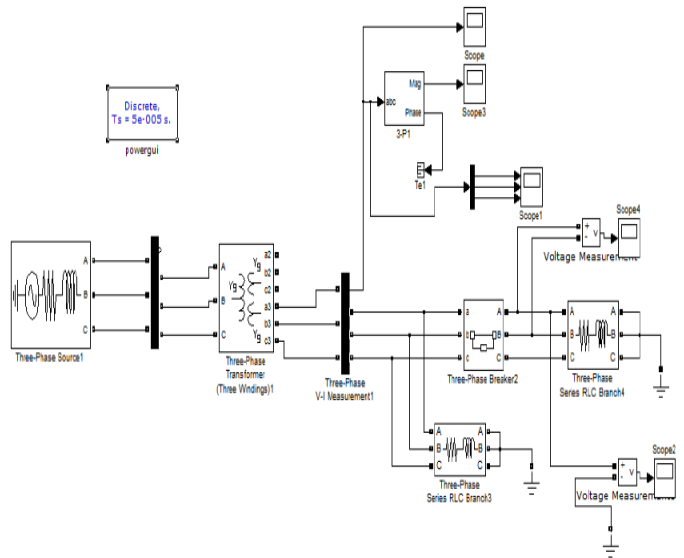 Scope
Mag
abc
Phase
Scope3
3-P1
Discrete,
Ts = 5e-005 s.
powergui
Te1
Scope1
Scope4
+
-
v
Voltage Measurement
A
B
C
Three-Phase Source1
A
B
C
Yg
Yg
Yg
a2
b2
c2
a3
b3
c3
Three-Phase
Transformer
(Three Windings)1
Three-Phase
V-I Measurement1
a
b
c
A
B
C
Three-Phase Breaker2
A
B
C
A
B
C
Three-Phase
Series RLC Branch4
A
B
C
A
B
C
Three-Phase
Series RLC Branch3
+
-
v
Scope2
Voltage Measurement